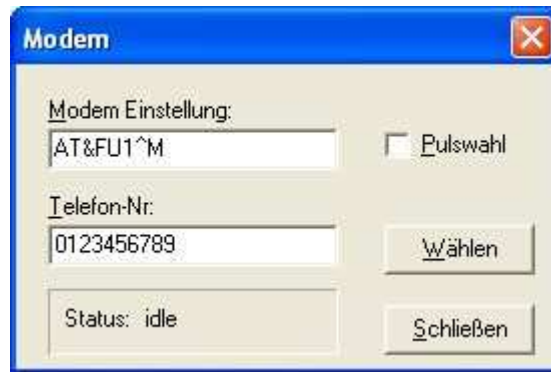 Modem
Modem Einstellung:
AT&FU1^M
Pulswahl
Telefon-Nr:
0123456789
Wählen
Status: idle
Schließen